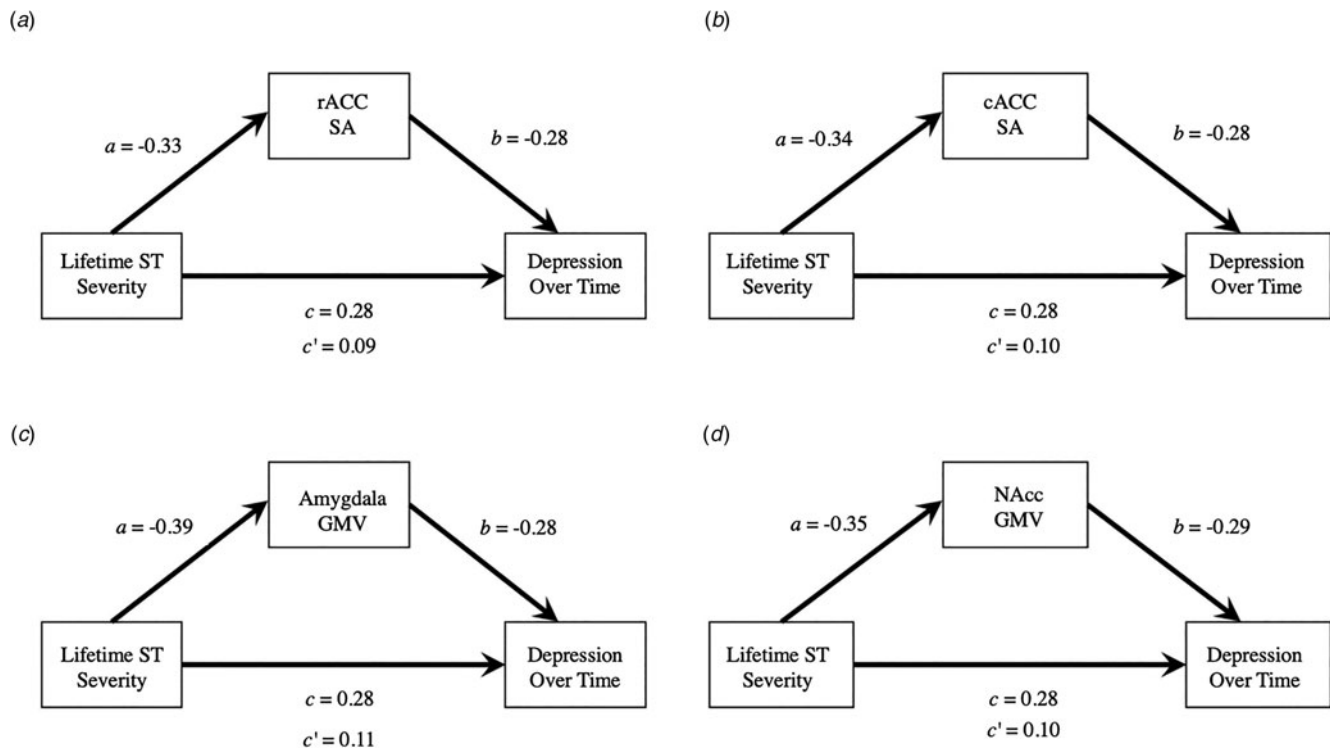 (a)
rACC
SA
a = -0.33
b = -0.28
Lifetime ST
Severity
Depression
Over Time
c = 0.28
c' = 0.09
(b)
cACC
SA
a = -0.34
b = -0.28
Lifetime ST
Severity
Depression
Over Time
c = 0.28
c' = 0.10
(c)
Amygdala
GMV
a = -0.39
b = -0.28
Lifetime ST
Severity
Depression
Over Time
c = 0.28
c' = 0.11
(d)
NAcc
GMV
a = -0.35
b = -0.29
Lifetime ST
Severity
Depression
Over Time
c = 0.28
c' = 0.10